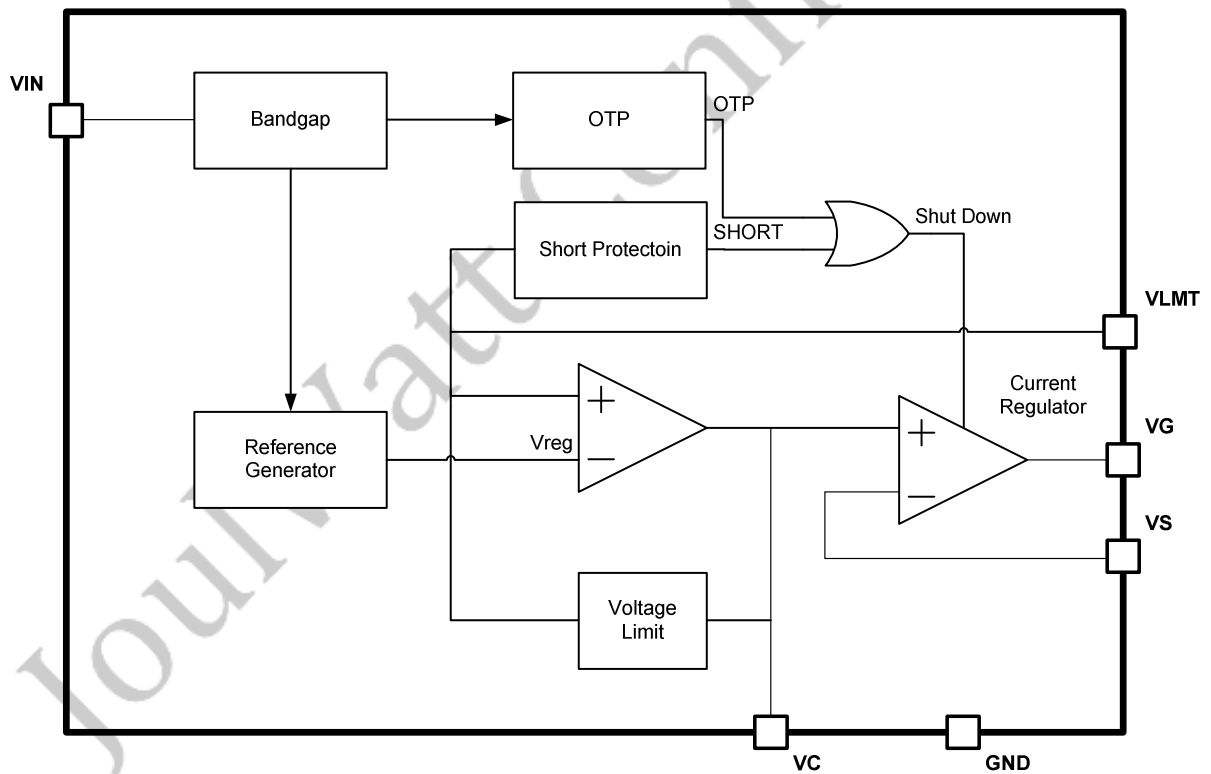 VIN
Bandgap
OTP
OTP
Short Protectoin
SHORT
Shut Down
VLMT
Current
Regulator
Reference
Generator
Vreg
VG
VS
Voltage
Limit
VC
GND